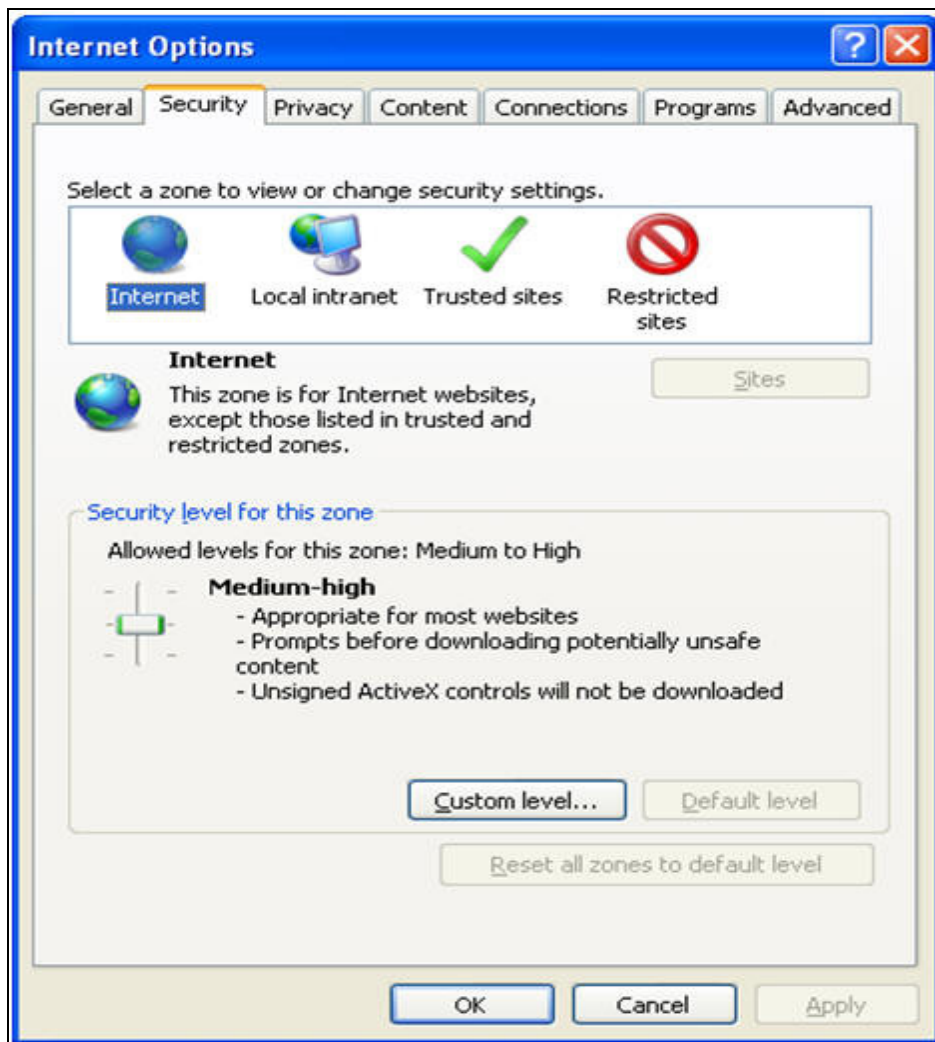 Internet Options
General Security Privacy Content Connections Programs Advanced
Select a zone to view or change security settings.
Internet Local intranet Trusted sites Restricted
sites
Internet
Sites
This zone is for Internet websites,
except those listed in trusted and
restricted zones.
Security level for this zone
Allowed levels for this zone: Medium to High
Medium-high
- Appropriate for most websites
- Prompts before downloading potentially unsafe
content
- Unsigned ActiveX controls will not be downloaded
Custom level... Default level
Reset all zones to default level
OK Cancel Apply